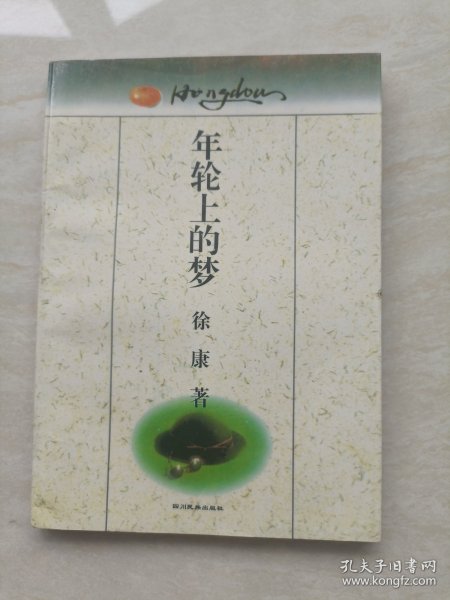 Hongdou
年轮上的梦
徐康著
四川民族出版社
孔夫子旧书网
www.kongfz.com